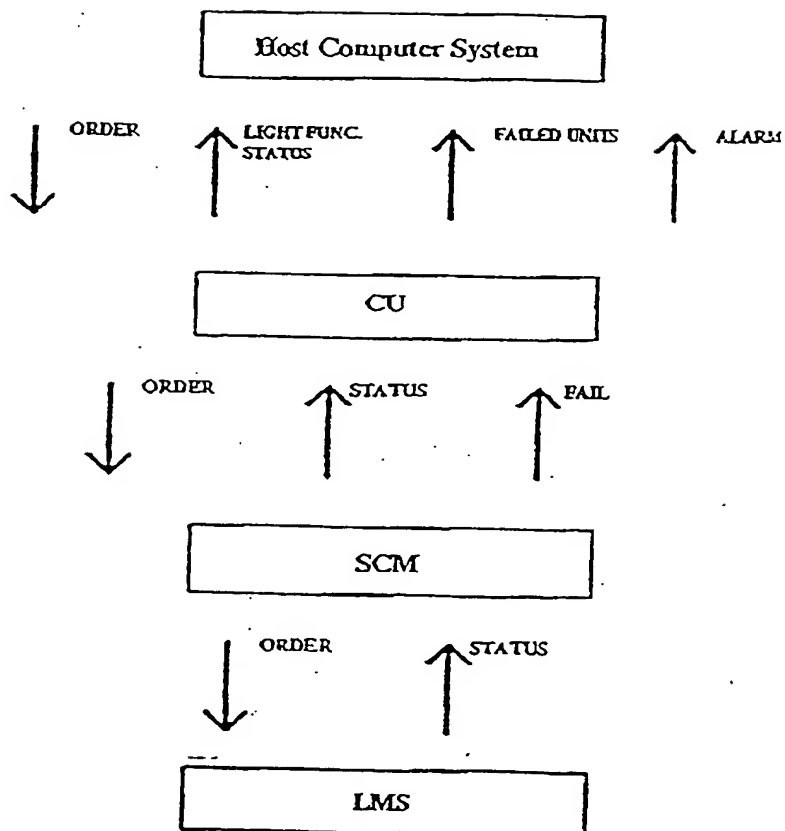 Host Computer System
ORDER
LIGHT FUNC.
STATUS
FAILED UNITS
ALARM
CU
ORDER
STATUS
FAIL
SCM
ORDER
STATUS
LMS